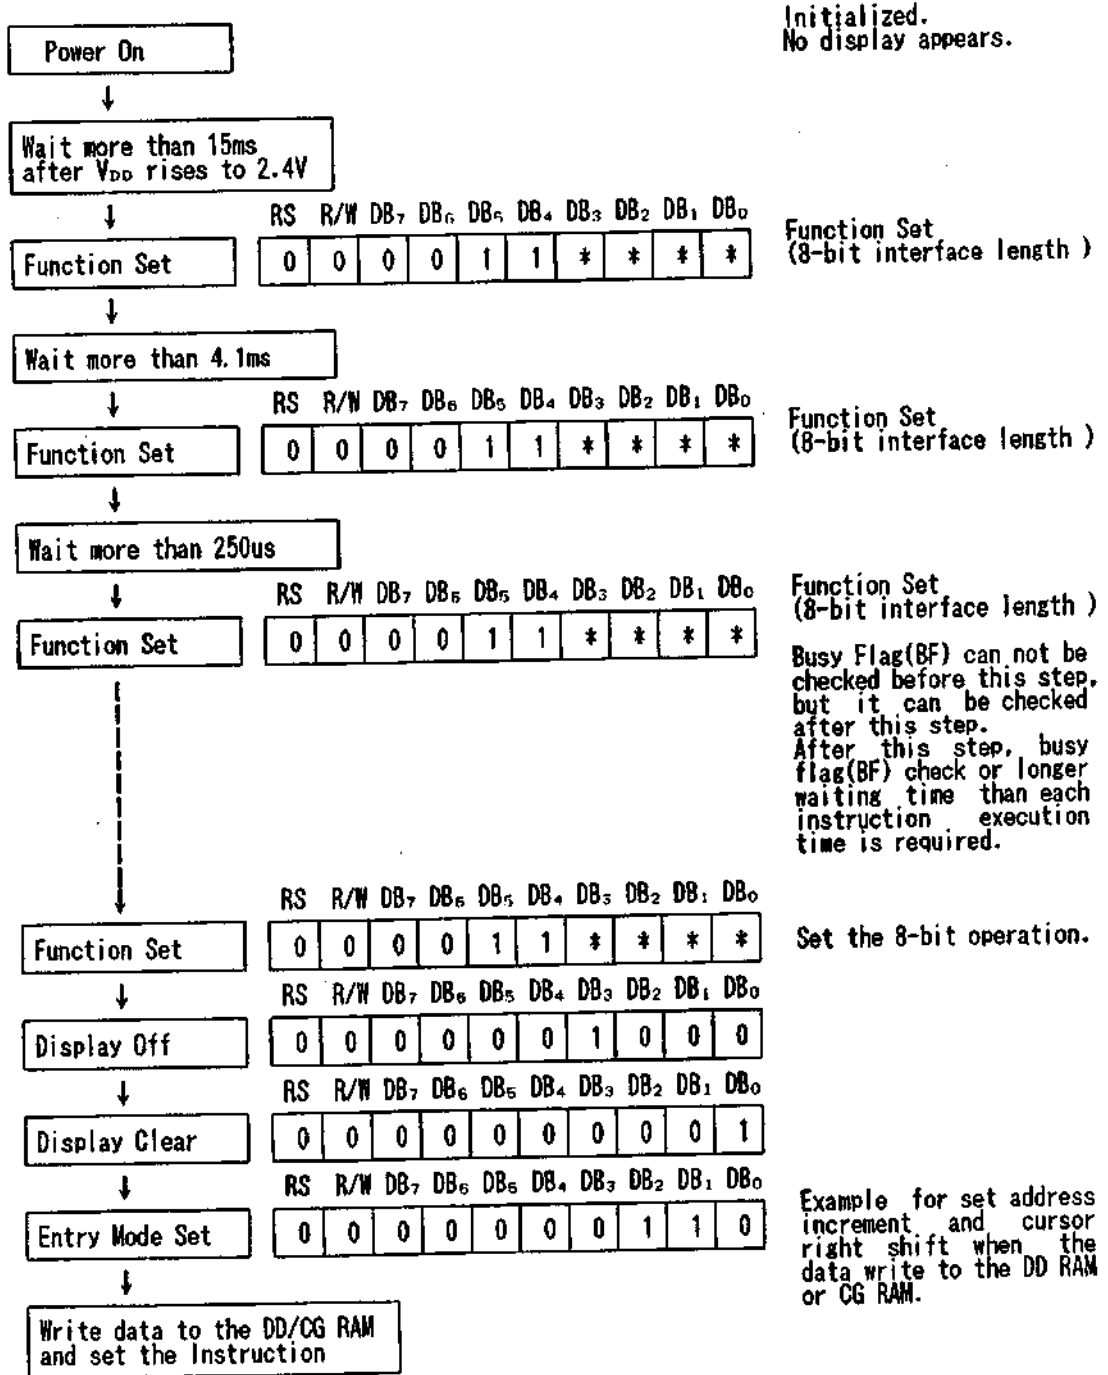 Initialized.
No display appears.
Power On
↓
Wait more than 15ms
after VDD rises to 2.4V
↓
RS R/W DB7 DB6 DB5 DB4 DB3 DB2 DB1 DB0
Function Set
0 0 0 0 1 1 * * * *
Function Set
(8-bit interface length )
↓
Wait more than 4.1ms
↓
RS R/W DB7 DB6 DB5 DB4 DB3 DB2 DB1 DB0
Function Set
0 0 0 0 1 1 * * * *
Function Set
(8-bit interface length )
↓
Wait more than 250us
↓
RS R/W DB7 DB6 DB5 DB4 DB3 DB2 DB1 DB0
Function Set
0 0 0 0 1 1 * * * *
Function Set
(8-bit interface length )
Busy Flag(BF) can not be
checked before this step,
but it can be checked
after this step.
After this step, busy
flag(BF) check or longer
waiting time than each
instruction execution
time is required.
RS R/W DB7 DB6 DB5 DB4 DB3 DB2 DB1 DB0
Function Set
0 0 0 0 1 1 * * * *
Set the 8-bit operation.
↓
RS R/W DB7 DB6 DB5 DB4 DB3 DB2 DB1 DB0
Display Off
0 0 0 0 0 0 1 0 0 0
↓
RS R/W DB7 DB6 DB5 DB4 DB3 DB2 DB1 DB0
Display Clear
0 0 0 0 0 0 0 0 0 1
↓
RS R/W DB7 DB6 DB5 DB4 DB3 DB2 DB1 DB0
Entry Mode Set
0 0 0 0 0 0 0 1 1 0
Example for set address
increment and cursor
right shift when the
data write to the DD RAM
or CG RAM.
↓
Write data to the DD/CG RAM
and set the Instruction